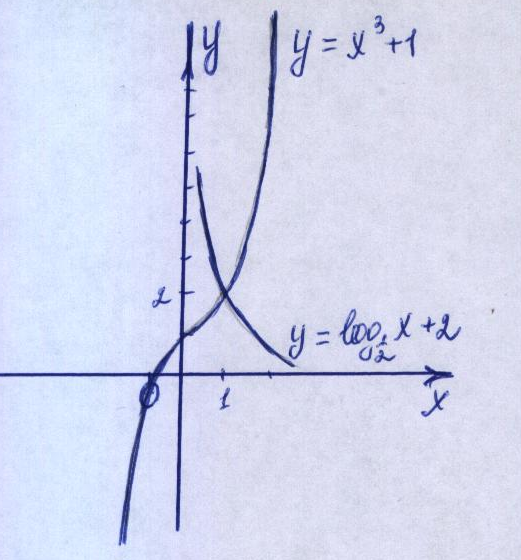 y
y = x³+1
2
y = log½ x +2
1
x